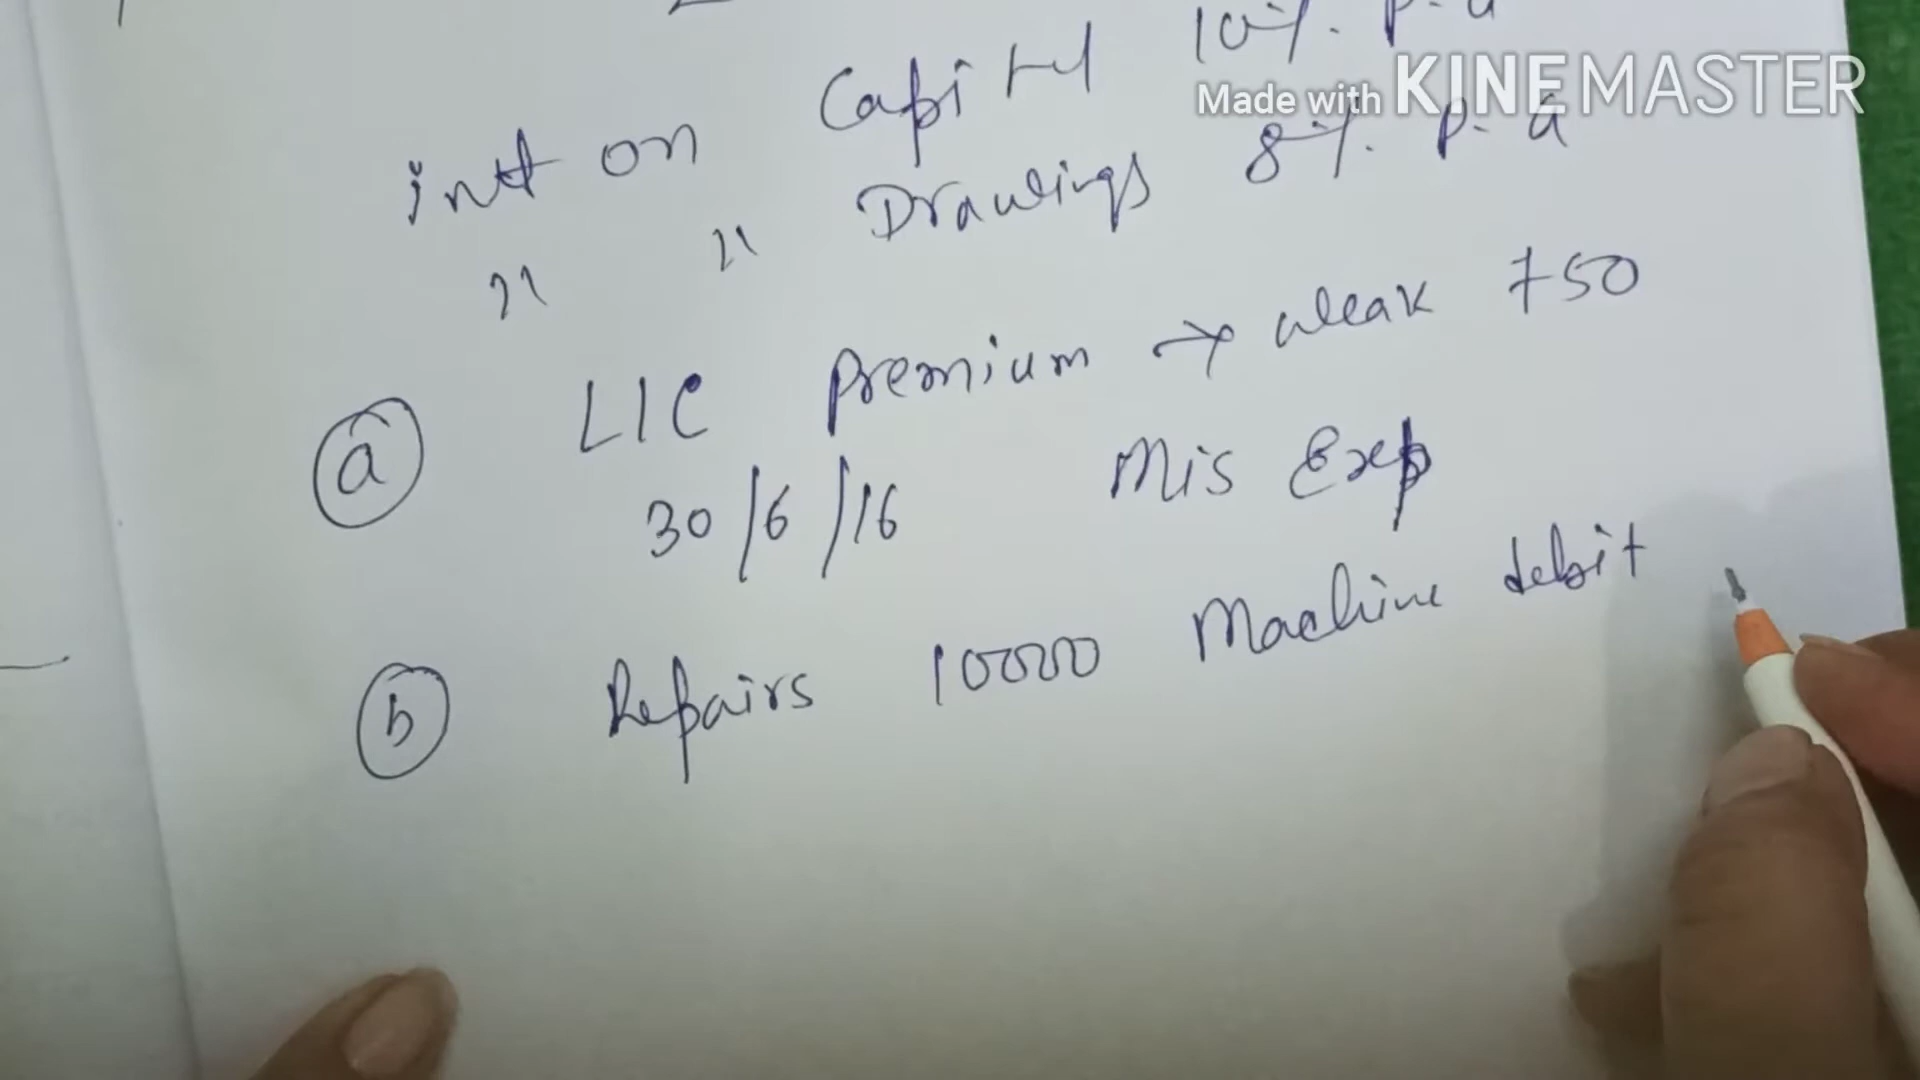 int on Capital 10%. p.a
Made with KINEMASTER
" " Drawings 8%. p.a
a LIC Premium → weak 750
30/6/16 Mis Exp
b Repairs 10000 Machine debit